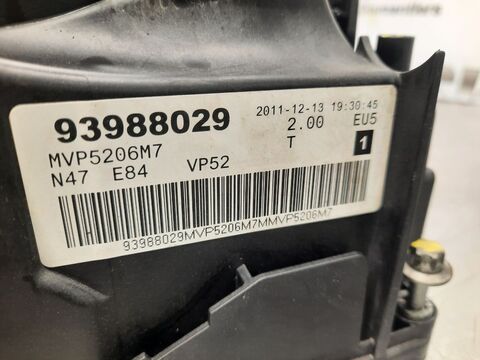 93988029 2011-12-13 19:30:45
MVP5206M7 2.00 EU5
N47 E84 VP52 T 1
93988029MVP5206M7MMVP5206M7